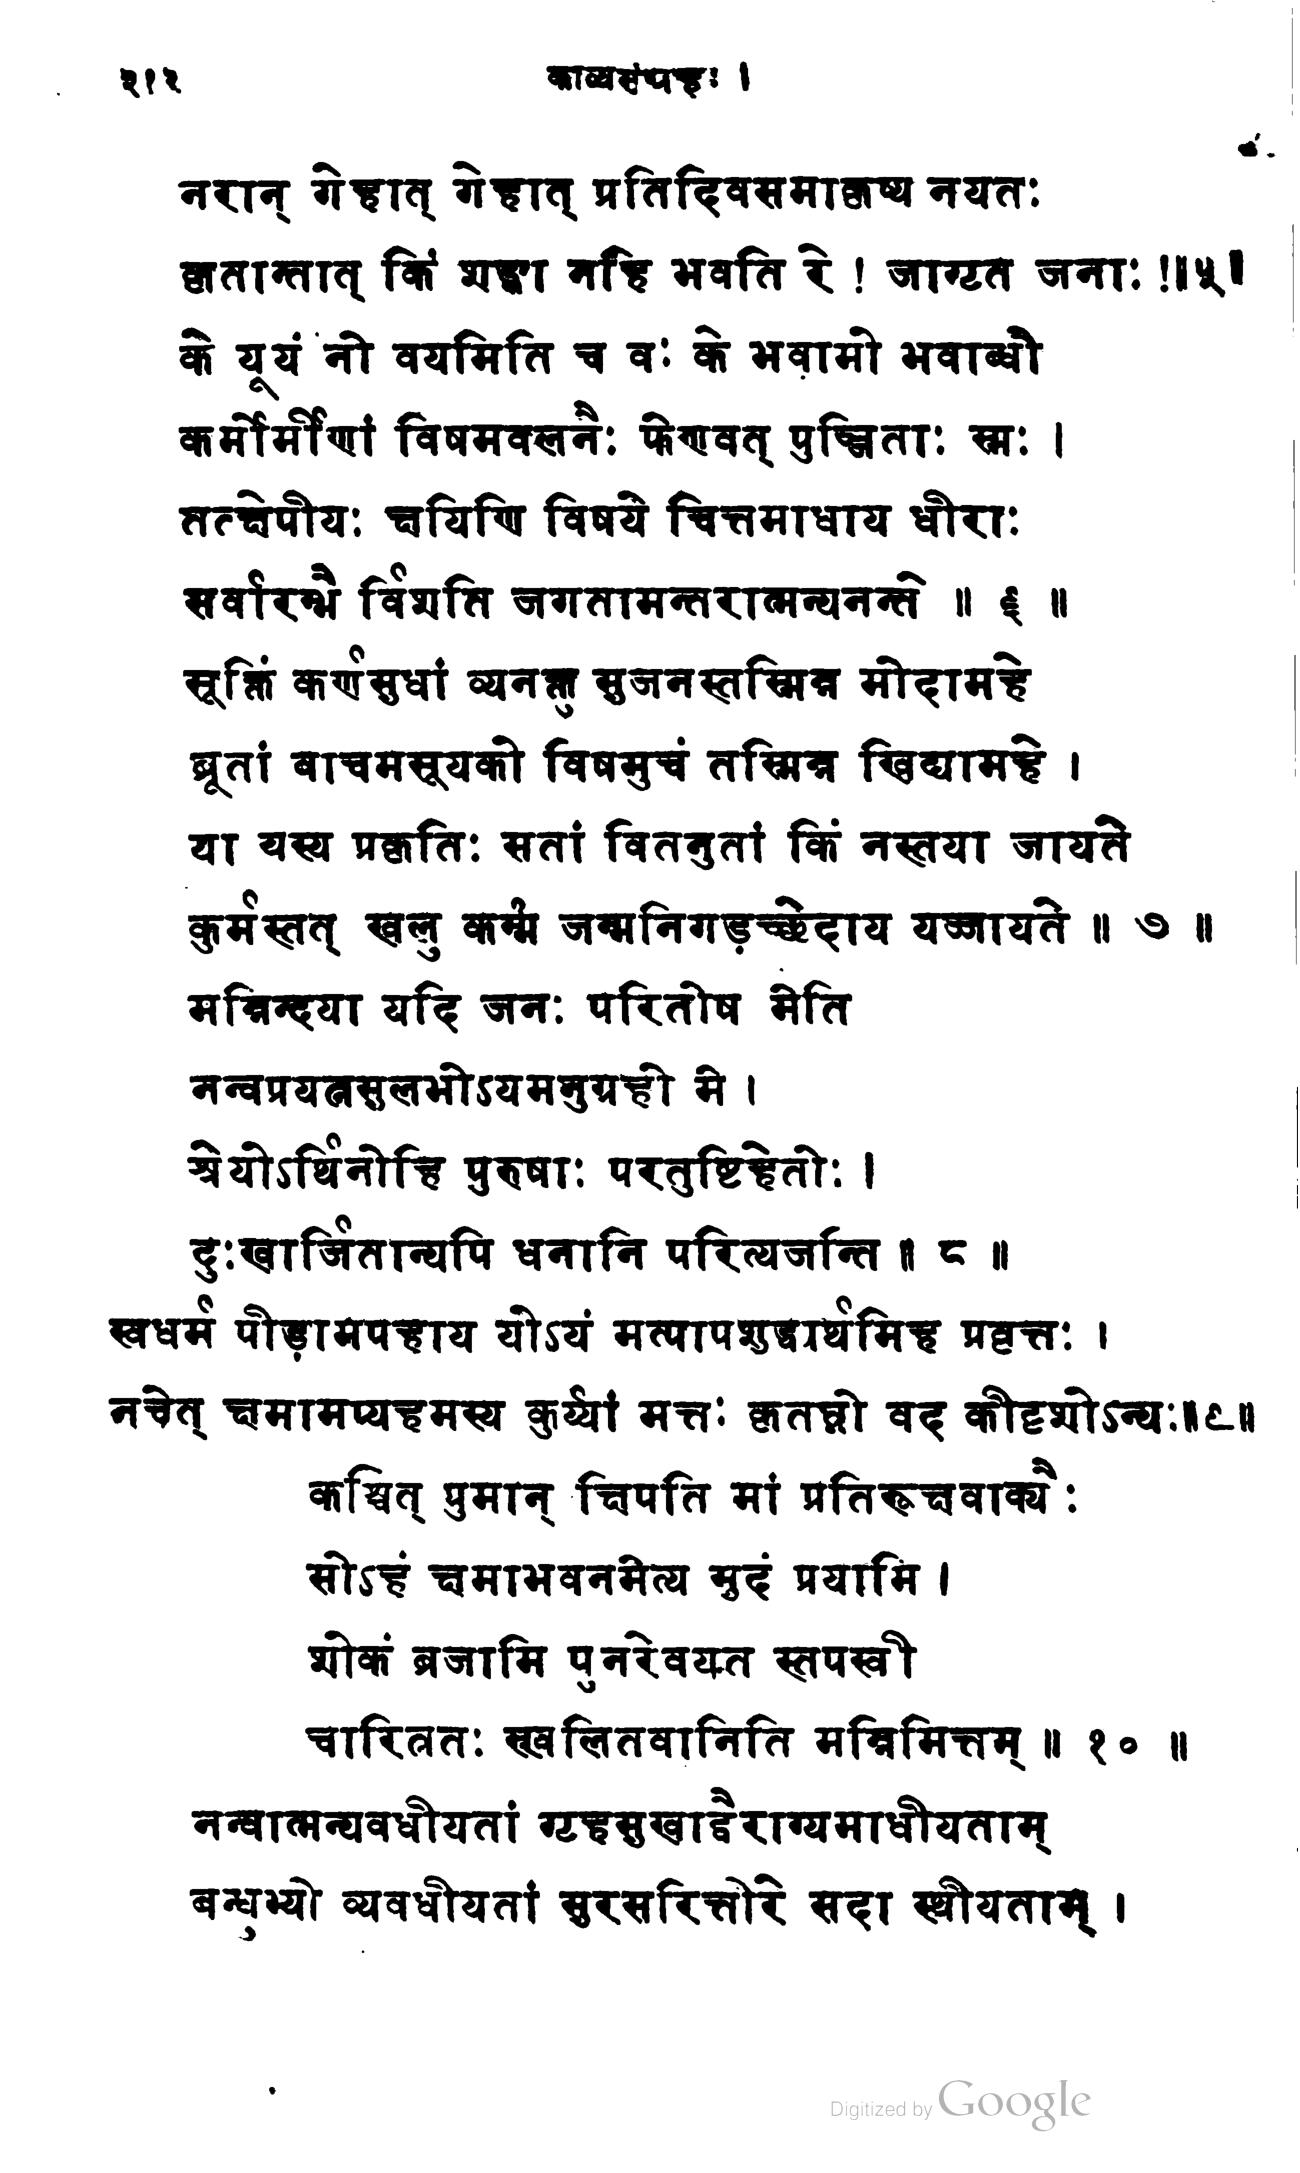 २१२ काव्यसंग्रहः ।
नरान् गेहात् गेहात् प्रतिदिवसमाकृष्य नयतः
कृतान्तात् किं शङ्का नहि भवति रे ! जागृत जनाः !॥५॥
के यूयं नो वयमिति च वः के भवामो भवाब्धौ
कर्मोर्मीणां विषमवलनैः फेणवत् पुञ्जिताः स्मः ।
तत्क्षेपीयः क्षयिणि विषये चित्तमाधाय धीराः
सर्वारम्भै र्विशति जगतामन्तरात्मन्यनन्ते ॥ ६ ॥
सूक्तिं कर्णसुधां व्यनक्तु सुजनस्तस्मिन्न मोदामहे
ब्रूतां वाचमसूयको विषमुचं तस्मिन्न खिद्यामहे ।
या यस्य प्रकृतिः सतां वितनुतां किं नस्तया जायते
कुर्मस्तत् खलु कर्म्म जन्मनिगड़च्छेदाय यज्जायते ॥ ७ ॥
मन्निन्दया यदि जनः परितोष मेति
नन्वप्रयत्नसुलभोऽयमनुग्रहो मे ।
श्रेयोऽर्थिनोहि पुरुषाः परतुष्टिहेतोः ।
दुःखार्जितान्यपि धनानि परित्यजन्ति ॥ ८ ॥
स्वधर्म पीड़ामपहाय योऽयं मत्पापशुद्ध्यर्थमिह प्रवृत्तः ।
नचेत् क्षमामप्यहमस्य कुर्य्यां मत्तः कृतघ्नो वद कीदृशोऽन्यः॥९॥
कश्चित् पुमान् क्षिपति मां प्रतिरूक्षवाक्यैः
सोऽहं क्षमाभवनमेत्य मुदं प्रयामि ।
शोकं व्रजामि पुनरेवयत स्तपस्वी
चारित्रतः स्खलितवानिति मन्निमित्तम् ॥ १० ॥
नन्वात्मन्यवधीयतां गृहसुखाद्वैराग्यमाधीयताम्
बन्धुभ्यो व्यवधीयतां सुरसरित्तीरे सदा स्थीयताम् ।
Digitized by Google